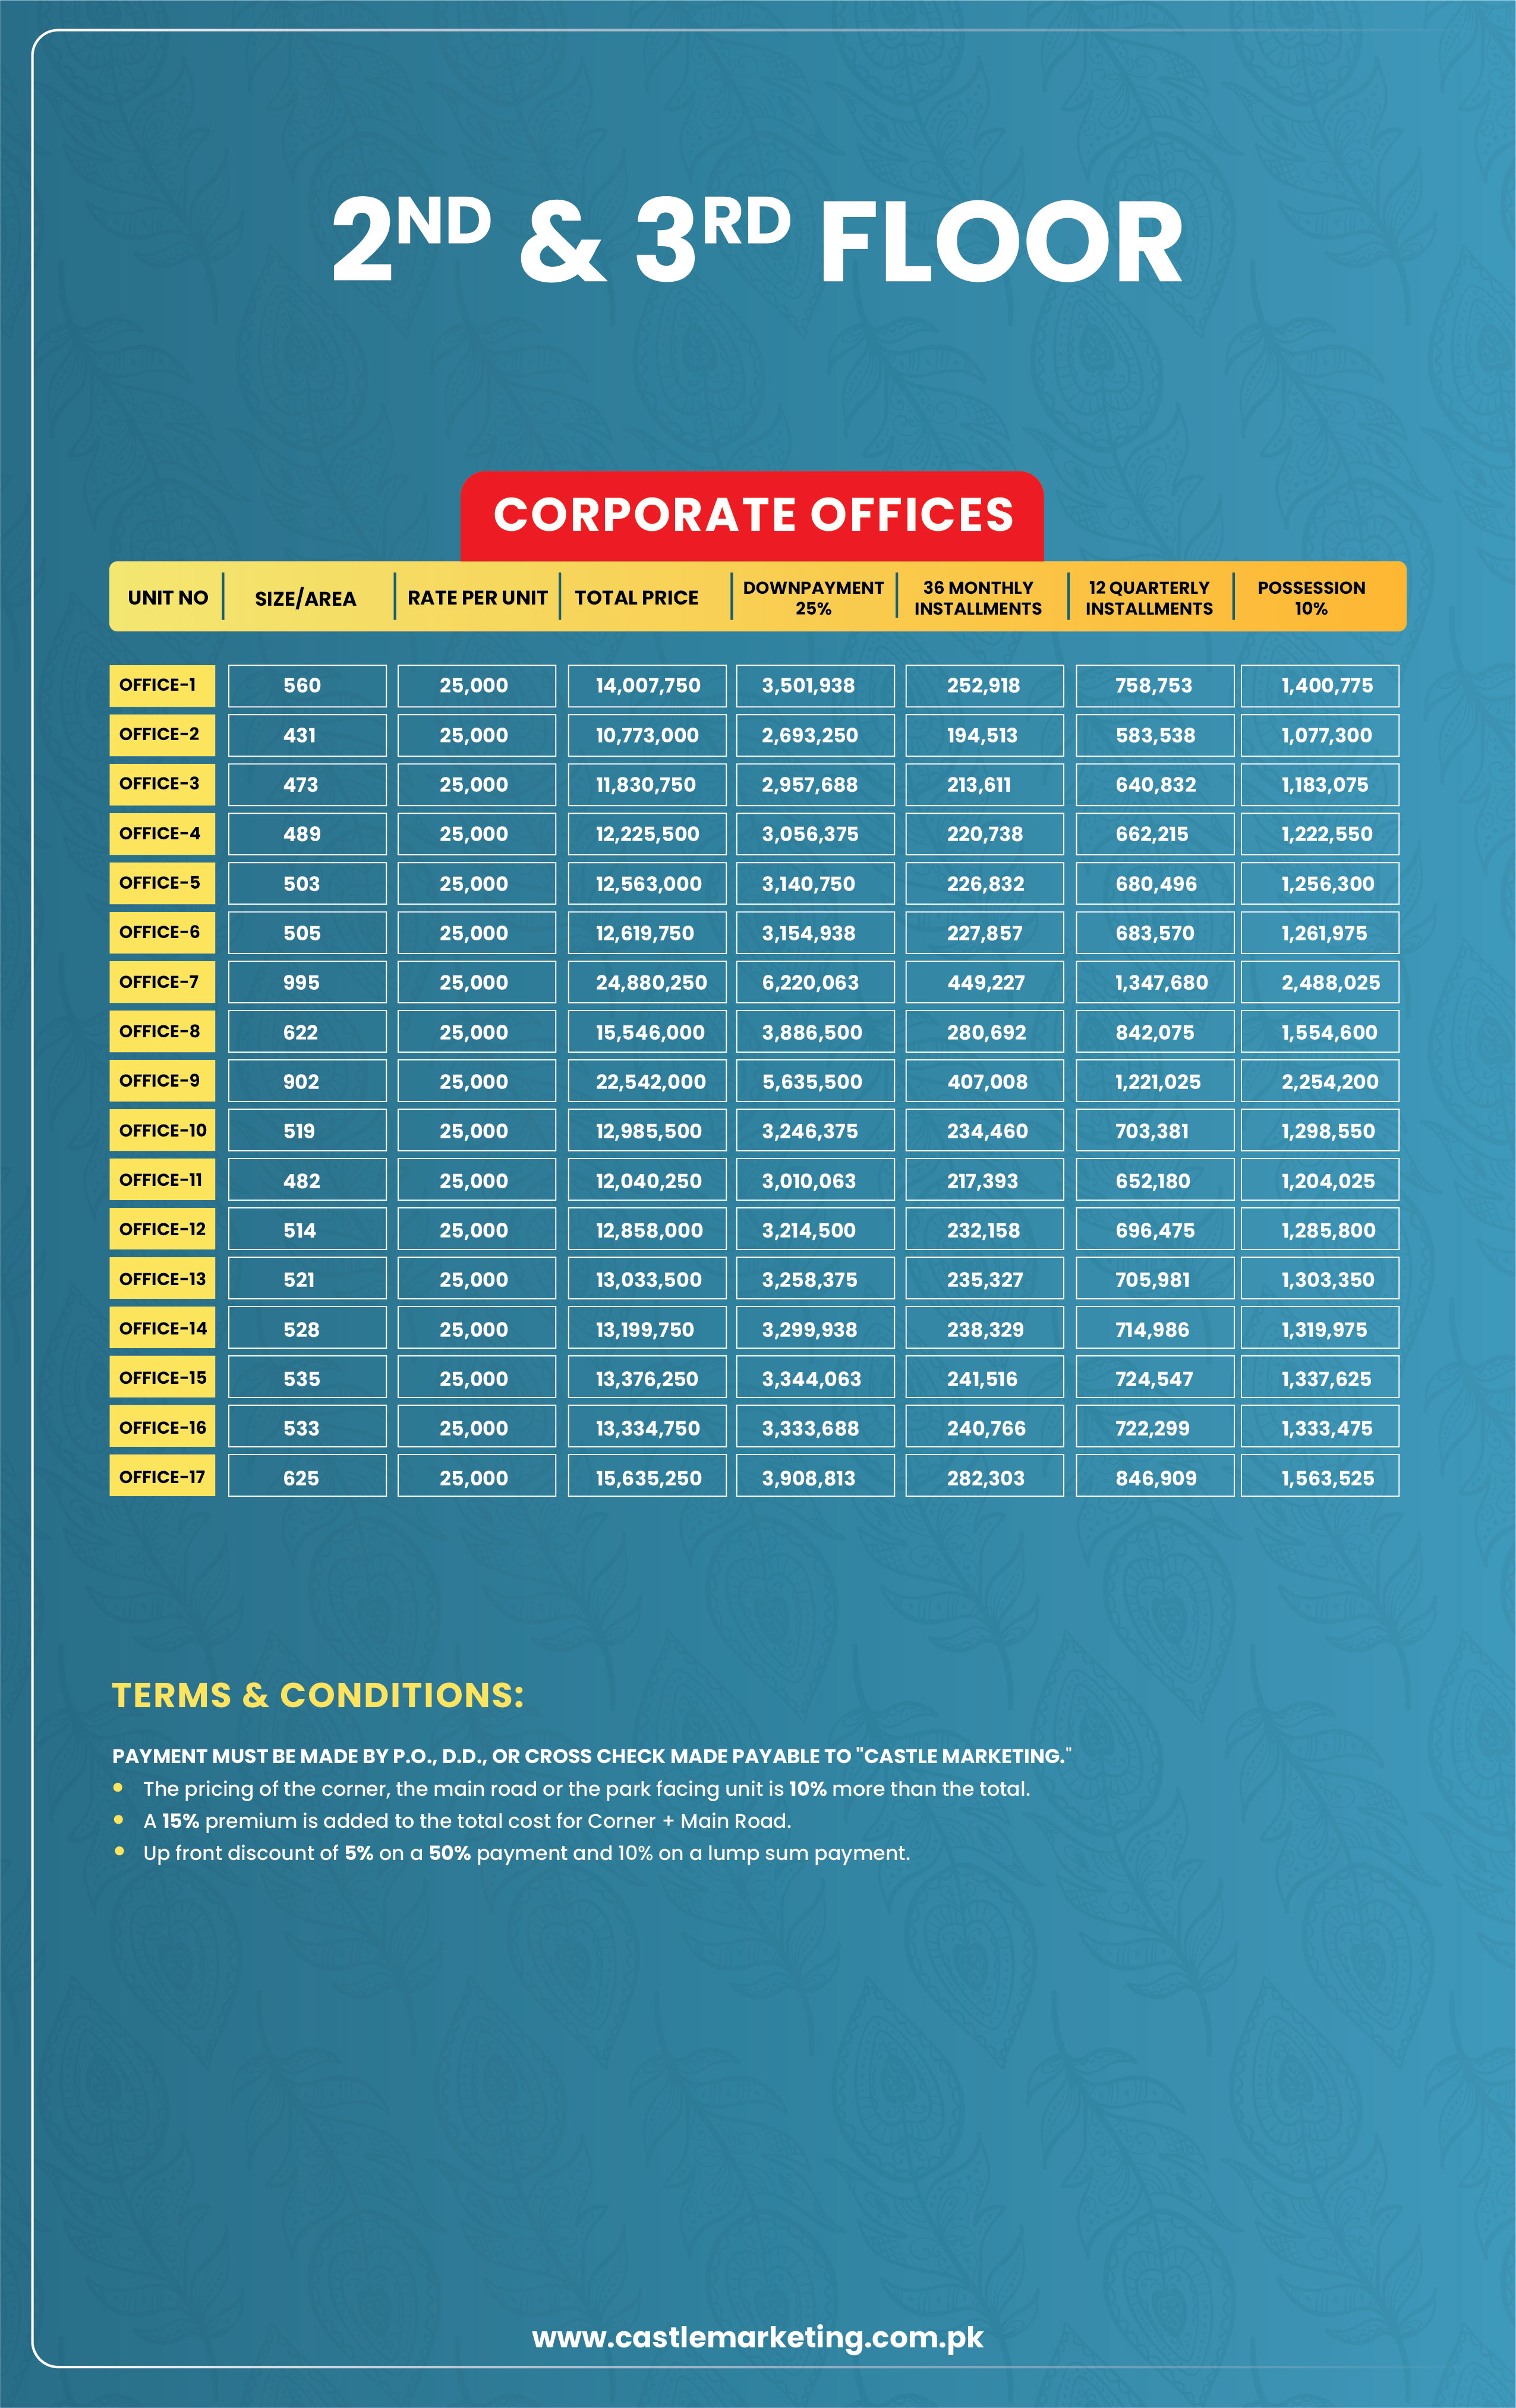 2ND & 3RD FLOOR
CORPORATE OFFICES
UNIT NO SIZE/AREA RATE PER UNIT TOTAL PRICE DOWNPAYMENT 25% 36 MONTHLY INSTALLMENTS 12 QUARTERLY INSTALLMENTS POSSESSION 10%
OFFICE-1 560 25,000 14,007,750 3,501,938 252,918 758,753 1,400,775
OFFICE-2 431 25,000 10,773,000 2,693,250 194,513 583,538 1,077,300
OFFICE-3 473 25,000 11,830,750 2,957,688 213,611 640,832 1,183,075
OFFICE-4 489 25,000 12,225,500 3,056,375 220,738 662,215 1,222,550
OFFICE-5 503 25,000 12,563,000 3,140,750 226,832 680,496 1,256,300
OFFICE-6 505 25,000 12,619,750 3,154,938 227,857 683,570 1,261,975
OFFICE-7 995 25,000 24,880,250 6,220,063 449,227 1,347,680 2,488,025
OFFICE-8 622 25,000 15,546,000 3,886,500 280,692 842,075 1,554,600
OFFICE-9 902 25,000 22,542,000 5,635,500 407,008 1,221,025 2,254,200
OFFICE-10 519 25,000 12,985,500 3,246,375 234,460 703,381 1,298,550
OFFICE-11 482 25,000 12,040,250 3,010,063 217,393 652,180 1,204,025
OFFICE-12 514 25,000 12,858,000 3,214,500 232,158 696,475 1,285,800
OFFICE-13 521 25,000 13,033,500 3,258,375 235,327 705,981 1,303,350
OFFICE-14 528 25,000 13,199,750 3,299,938 238,329 714,986 1,319,975
OFFICE-15 535 25,000 13,376,250 3,344,063 241,516 724,547 1,337,625
OFFICE-16 533 25,000 13,334,750 3,333,688 240,766 722,299 1,333,475
OFFICE-17 625 25,000 15,635,250 3,908,813 282,303 846,909 1,563,525
TERMS & CONDITIONS:
PAYMENT MUST BE MADE BY P.O., D.D., OR CROSS CHECK MADE PAYABLE TO "CASTLE MARKETING."
• The pricing of the corner, the main road or the park facing unit is 10% more than the total.
• A 15% premium is added to the total cost for Corner + Main Road.
• Up front discount of 5% on a 50% payment and 10% on a lump sum payment.
www.castlemarketing.com.pk